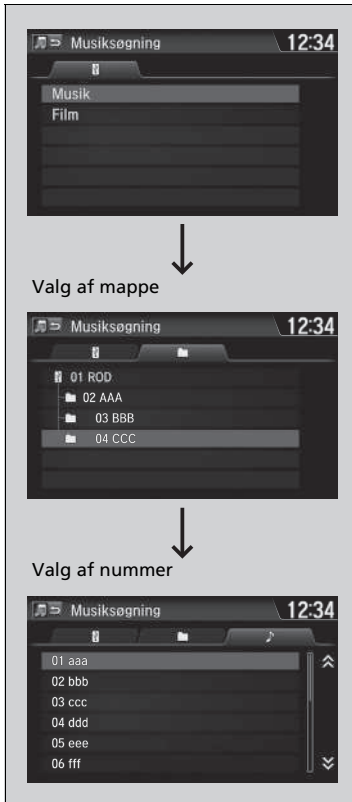 Musiksøgning 12:34
Musik
Film
Valg af mappe
Musiksøgning 12:34
01 ROD
02 AAA
03 BBB
04 CCC
Valg af nummer
Musiksøgning 12:34
01 aaa
02 bbb
03 ccc
04 ddd
05 eee
06 fff